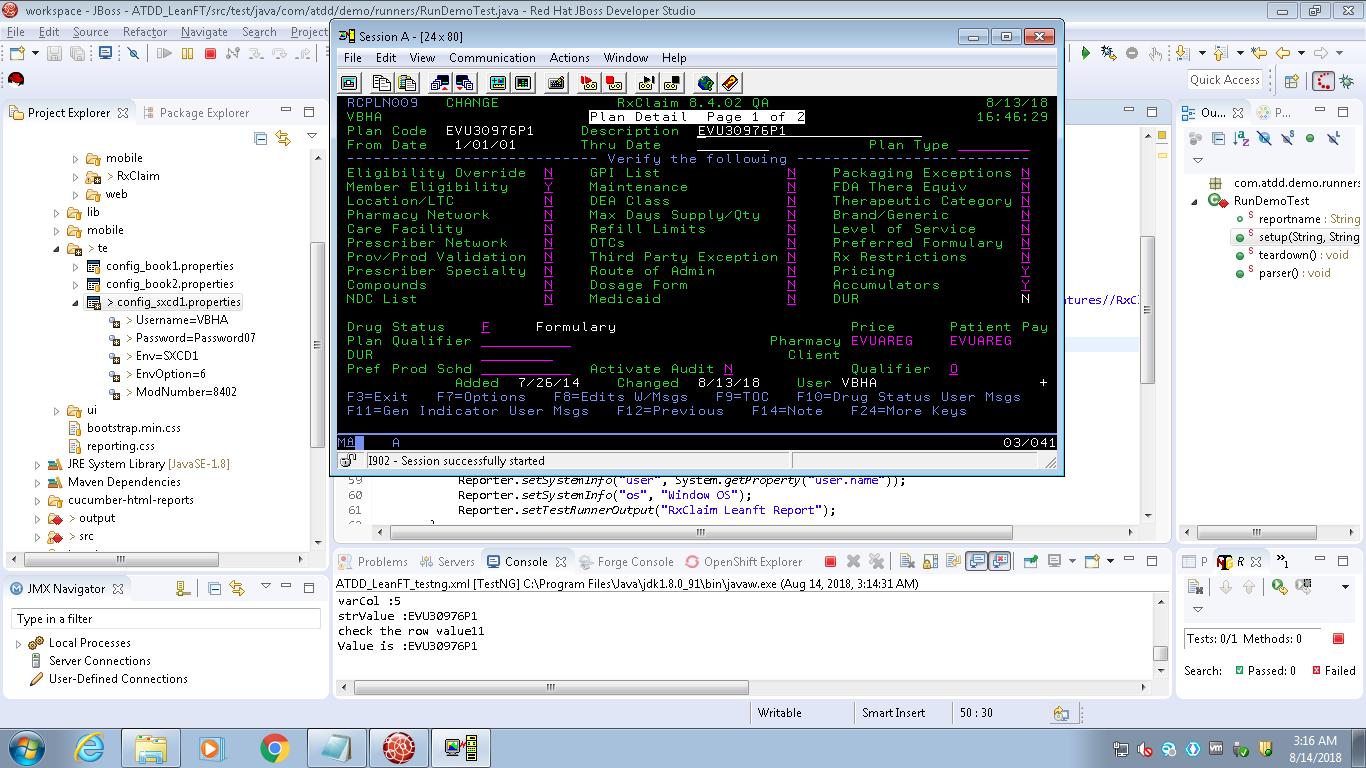 workspace - JBoss - ATDD_LeanFT/src/test/java/com/atdd/demo/runners/RunDemoTest.java - Red Hat JBoss Developer Studio
File Edit Source Refactor Navigate Search Project
Quick Access
Project Explorer
Package Explorer
mobile
> RxClaim
web
lib
mobile
> te
config_book1.properties
config_book2.properties
> config_sxcd1.properties
> Username=VBHA
> Password=Password07
> Env=SXCD1
> EnvOption=6
> ModNumber=8402
ui
bootstrap.min.css
reporting.css
JRE System Library [JavaSE-1.8]
Maven Dependencies
cucumber-html-reports
> output
> src
JMX Navigator
Type in a filter
Local Processes
Server Connections
User-Defined Connections
Session A - [24 x 80]
File Edit View Communication Actions Window Help
RCPLN009 CHANGE RxClaim 8.4.02 QA 8/13/18
VBHA Plan Detail Page 1 of 2 16:46:29
Plan Code EVU30976P1 Description EVU30976P1
From Date 1/01/01 Thru Date Plan Type
Verify the following
Eligibility Override N GPI List N Packaging Exceptions N
Member Eligibility Y Maintenance N FDA Thera Equiv N
Location/LTC N DEA Class N Therapeutic Category N
Pharmacy Network N Max Days Supply/Qty N Brand/Generic N
Care Facility N Refill Limits N Level of Service N
Prescriber Network N OTCs N Preferred Formulary N
Prov/Prod Validation N Third Party Exception N Rx Restrictions N
Prescriber Specialty N Route of Admin N Pricing Y
Compounds N Dosage Form N Accumulators Y
NDC List N Medicaid N DUR N
Drug Status F Formulary Price Patient Pay
Plan Qualifier Pharmacy EVUAREG EVUAREG
DUR Client
Pref Prod Schd Activate Audit N Qualifier O
Added 7/26/14 Changed 8/13/18 User VBHA +
F3=Exit F7=Options F8=Edits W/Msgs F9=TOC F10=Drug Status User Msgs
F11=Gen Indicator User Msgs F12=Previous F14=Note F24=More Keys
MA A 03/041
I902 - Session successfully started
atures//RxCl
59 Reporter.setSystemInfo("user", System.getProperty("user.name"));
60 Reporter.setSystemInfo("os", "Window OS");
61 Reporter.setTestRunnerOutput("RxClaim Leanft Report");
Problems Servers Console Forge Console OpenShift Explorer
ATDD_LeanFT_testng.xml [TestNG] C:\Program Files\Java\jdk1.8.0_91\bin\javaw.exe (Aug 14, 2018, 3:14:31 AM)
varCol :5
strValue :EVU30976P1
check the row value11
Value is :EVU30976P1
Ou...
P...
com.atdd.demo.runners
RunDemoTest
reportname : String
setup(String, String
teardown() : void
parser() : void
P R »1
Tests: 0/1 Methods: 0
Search: Passed: 0 Failed
Writable Smart Insert 50 : 30
3:16 AM
8/14/2018